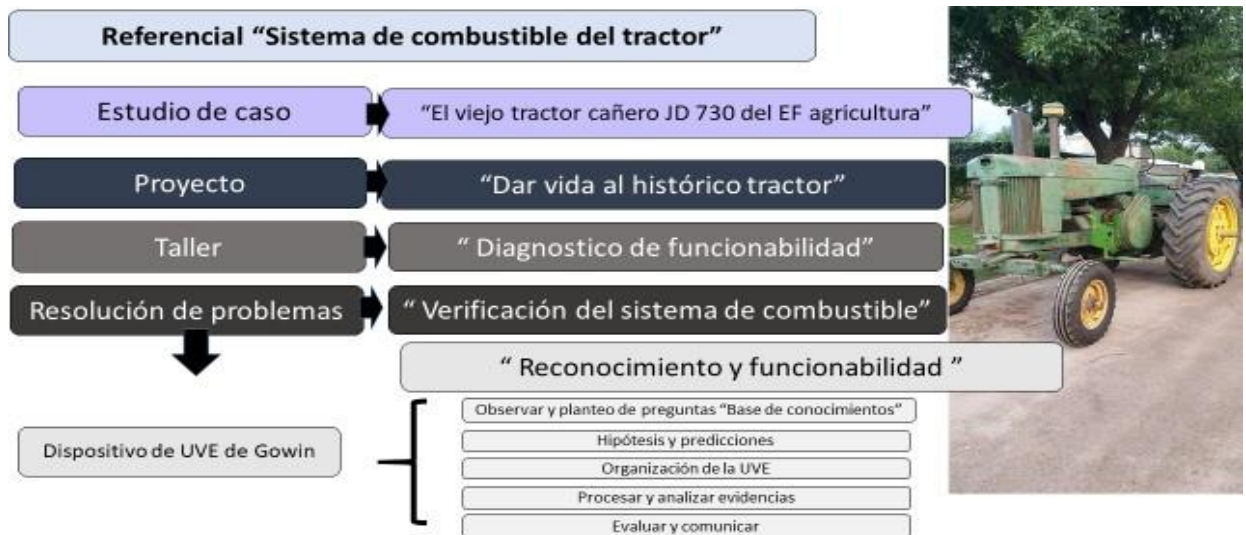 Referencial “Sistema de combustible del tractor”
Estudio de caso
“El viejo tractor cañero JD 730 del EF agricultura”
Proyecto
“Dar vida al histórico tractor”
Taller
“ Diagnostico de funcionabilidad”
Resolución de problemas
“ Verificación del sistema de combustible”
“ Reconocimiento y funcionabilidad ”
Dispositivo de UVE de Gowin
Observar y planteo de preguntas “Base de conocimientos”
Hipótesis y predicciones
Organización de la UVE
Procesar y analizar evidencias
Evaluar y comunicar